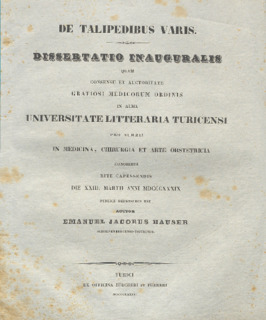 DE TALIPEDIBUS VARIS.
DISSERTATIO INAUGURALIS
QUAM
CONSENSU ET AUCTORITATE
GRATIOSI MEDICORUM ORDINIS
IN ALMA
UNIVERSITATE LITTERARIA TURICENSI
PRO SUMMIS
IN MEDICINA, CHIRURGIA ET ARTE OBSTETRICIA
HONORIBUS
RITE CAPESSENDIS
DIE XXIII. MARTII ANNI MDCCCXXXIX
PUBLICE DEFENDET
AUCTOR
EMANUEL JACOBUS HAUSER
TURICI
EX OFFICINA